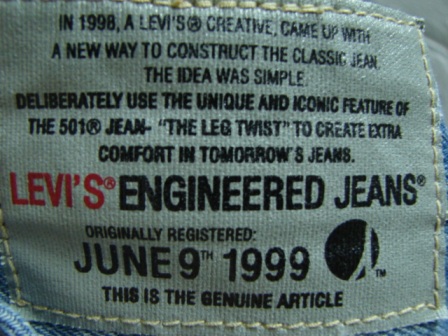 IN 1998, A LEVI'S® CREATIVE, CAME UP WITH
A NEW WAY TO CONSTRUCT THE CLASSIC JEAN.
THE IDEA WAS SIMPLE.
DELIBERATELY USE THE UNIQUE AND ICONIC FEATURE OF
THE 501® JEAN- "THE LEG TWIST" TO CREATE EXTRA
COMFORT IN TOMORROW'S JEANS.
LEVI'S® ENGINEERED JEANS®
ORIGINALLY REGISTERED:
JUNE 9TH 1999 ™
THIS IS THE GENUINE ARTICLE